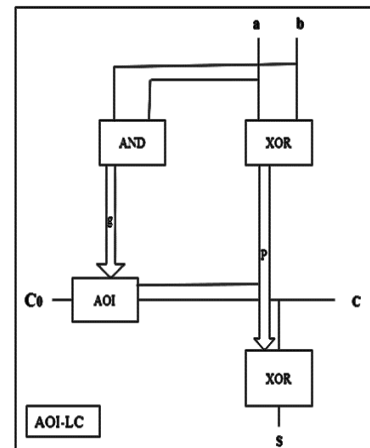 a b
AND XOR
g
p
C0 AOI C
XOR
AOI-LC
S